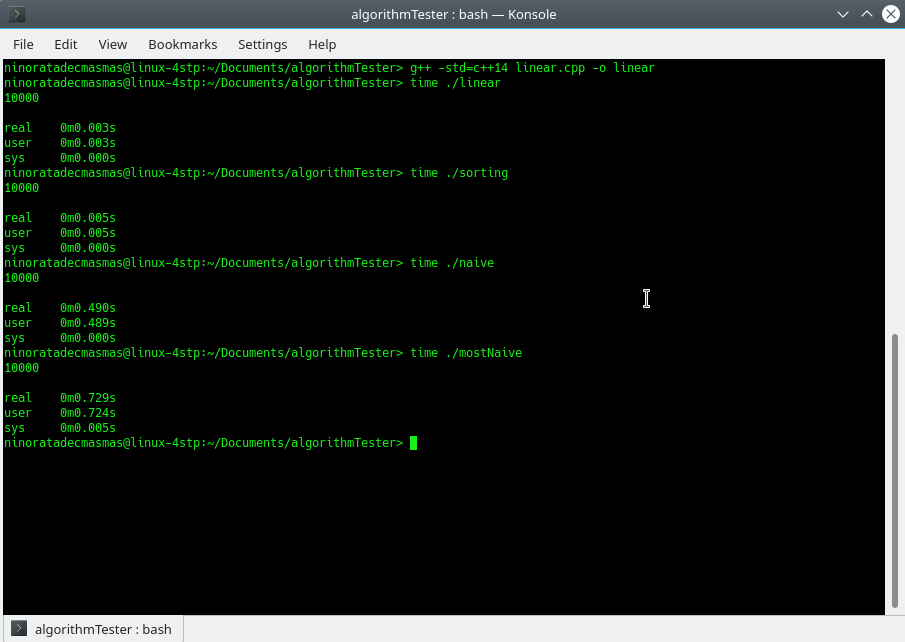 algorithmTester : bash — Konsole
File Edit View Bookmarks Settings Help
ninoratadecmasmas@linux-4stp:~/Documents/algorithmTester> g++ -std=c++14 linear.cpp -o linear
ninoratadecmasmas@linux-4stp:~/Documents/algorithmTester> time ./linear
10000
real 0m0.003s
user 0m0.003s
sys 0m0.000s
ninoratadecmasmas@linux-4stp:~/Documents/algorithmTester> time ./sorting
10000
real 0m0.005s
user 0m0.005s
sys 0m0.000s
ninoratadecmasmas@linux-4stp:~/Documents/algorithmTester> time ./naive
10000
real 0m0.490s
user 0m0.489s
sys 0m0.000s
ninoratadecmasmas@linux-4stp:~/Documents/algorithmTester> time ./mostNaive
10000
real 0m0.729s
user 0m0.724s
sys 0m0.005s
ninoratadecmasmas@linux-4stp:~/Documents/algorithmTester>
algorithmTester : bash